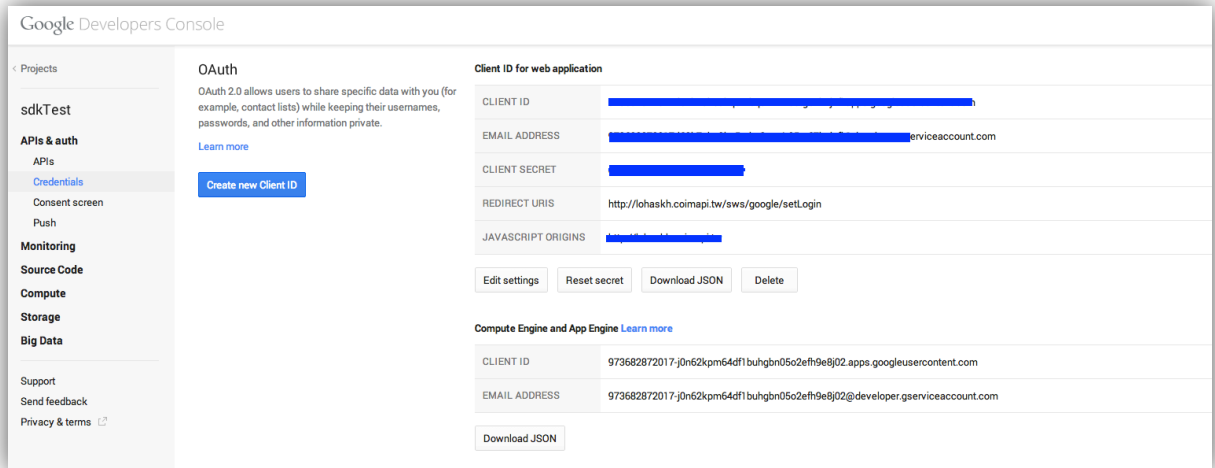 Google Developers Console
Projects
sdkTest
APIs & auth
APIs
Credentials
Consent screen
Push
Monitoring
Source Code
Compute
Storage
Big Data
Support
Send feedback
Privacy & terms
OAuth
OAuth 2.0 allows users to share specific data with you (for
example, contact lists) while keeping their usernames,
passwords, and other information private.
Learn more
Create new Client ID
Client ID for web application
CLIENT ID
EMAIL ADDRESS erviceaccount.com
CLIENT SECRET
REDIRECT URIS http://lohaskh.coimapi.tw/sws/google/setLogin
JAVASCRIPT ORIGINS
Edit settings Reset secret Download JSON Delete
Compute Engine and App Engine Learn more
CLIENT ID 973682872017-j0n62kpm64df1buhgbn05o2efh9e8j02.apps.googleusercontent.com
EMAIL ADDRESS 973682872017-j0n62kpm64df1buhgbn05o2efh9e8j02@developer.gserviceaccount.com
Download JSON